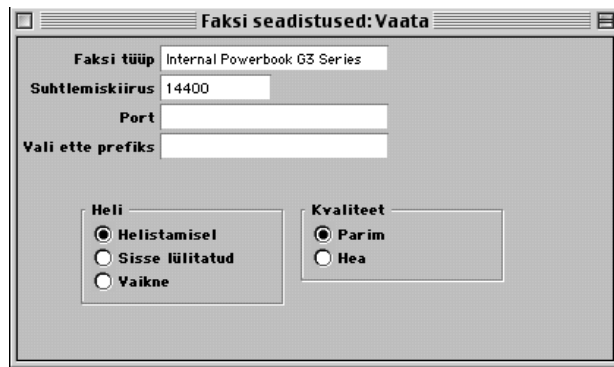 Faksi seadistused: Vaata
Faksi tüüp Internal Powerbook G3 Series
Suhtlemiskiirus 14400
Port
Vali ette prefiks
Heli
Helistamisel
Sisse lülitatud
Vaikne
Kvaliteet
Parim
Hea